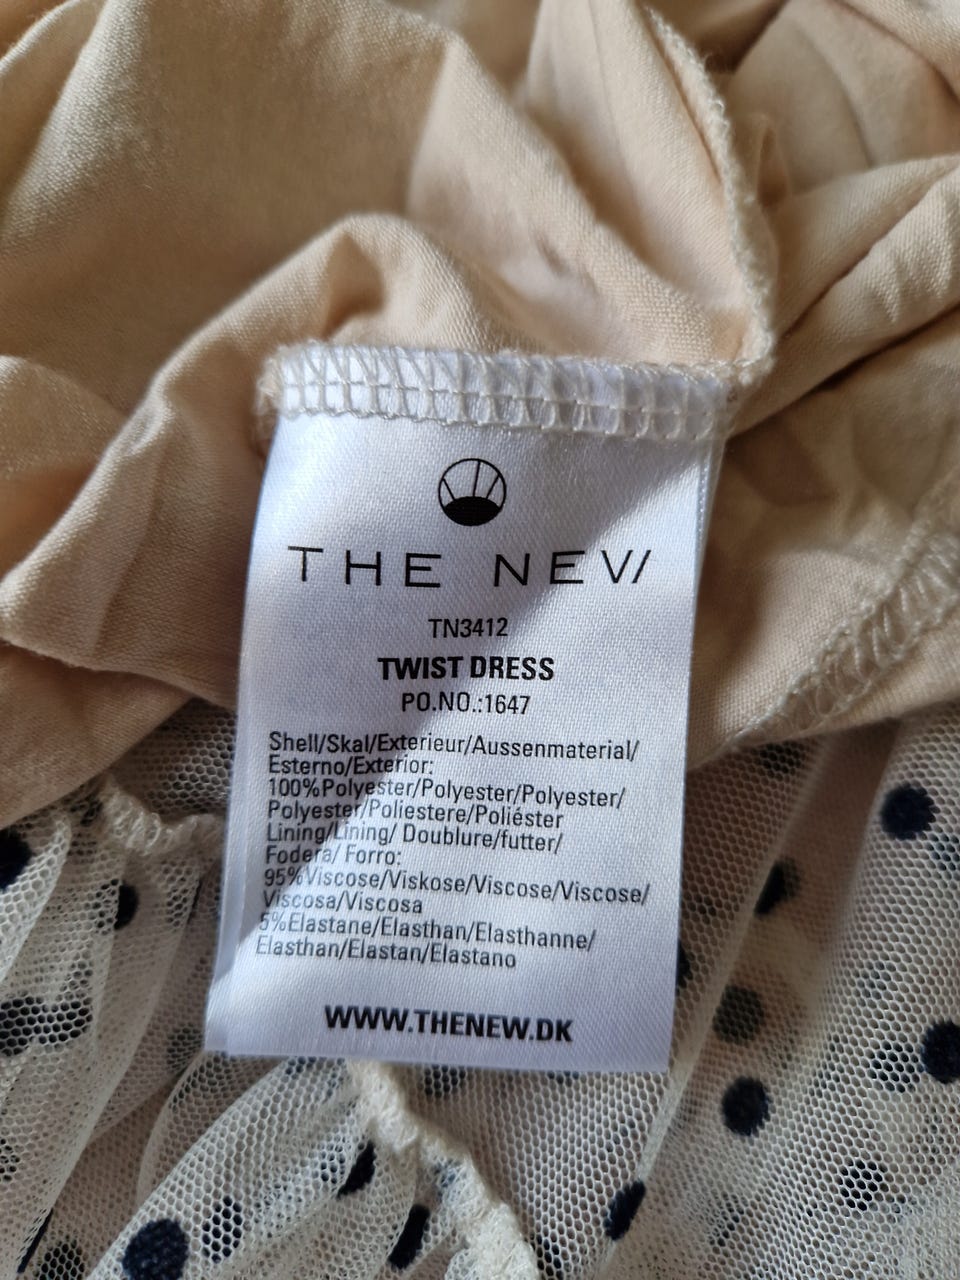 THE NEW
TN3412
TWIST DRESS
PO.NO.:1647
Shell/Skal/Exterieur/Aussenmaterial/
Esterno/Exterior:
100%Polyester/Polyester/Polyester/
Polyester/Poliestere/Poliéster
Lining/Lining/ Doublure/futter/
Fodera/ Forro:
95%Viscose/Viskose/Viscose/Viscose/
Viscosa/Viscosa
5%Elastane/Elasthan/Elasthanne/
Elasthan/Elastan/Elastano
WWW.THENEW.DK